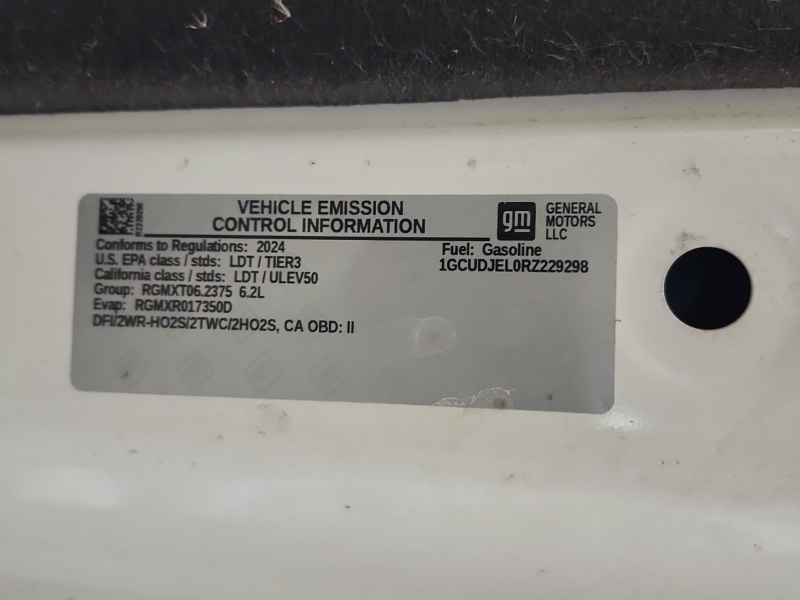 VEHICLE EMISSION
CONTROL INFORMATION
gm
GENERAL
MOTORS
LLC
Conforms to Regulations: 2024
Fuel: Gasoline
U.S. EPA class / stds: LDT / TIER3
1GCUDJEL0RZ229298
California class / stds: LDT / ULEV50
Group: RGMXT06.2375 6.2L
Evap: RGMXR017350D
DFI/2WR-HO2S/2TWC/2HO2S, CA OBD: II